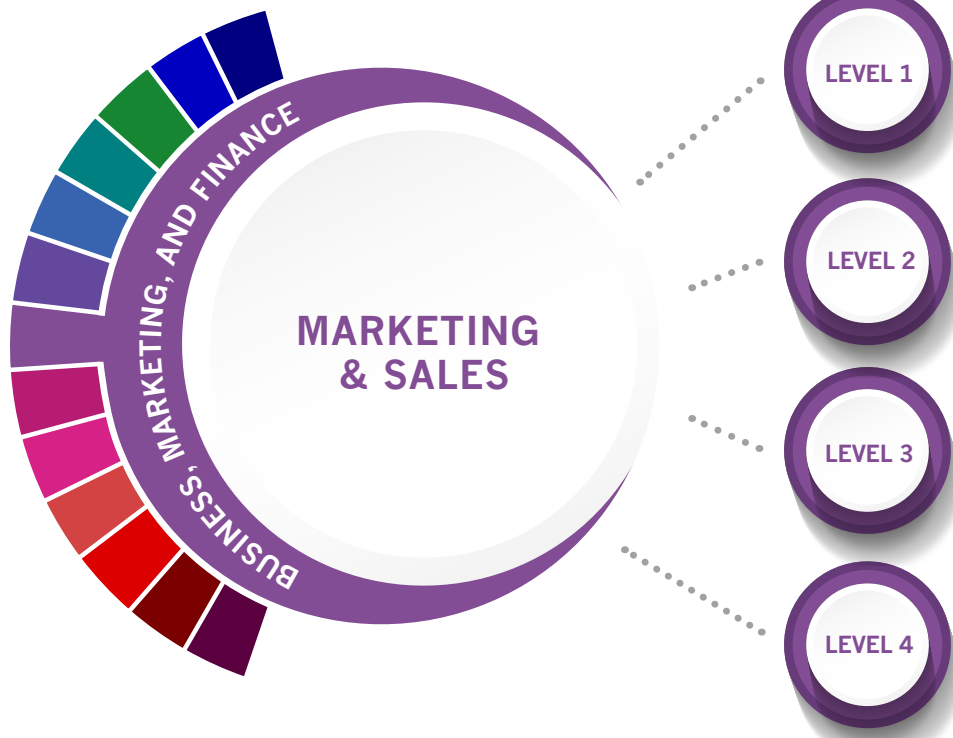 BUSINESS, MARKETING, AND FINANCE
MARKETING
& SALES
LEVEL 1
LEVEL 2
LEVEL 3
LEVEL 4